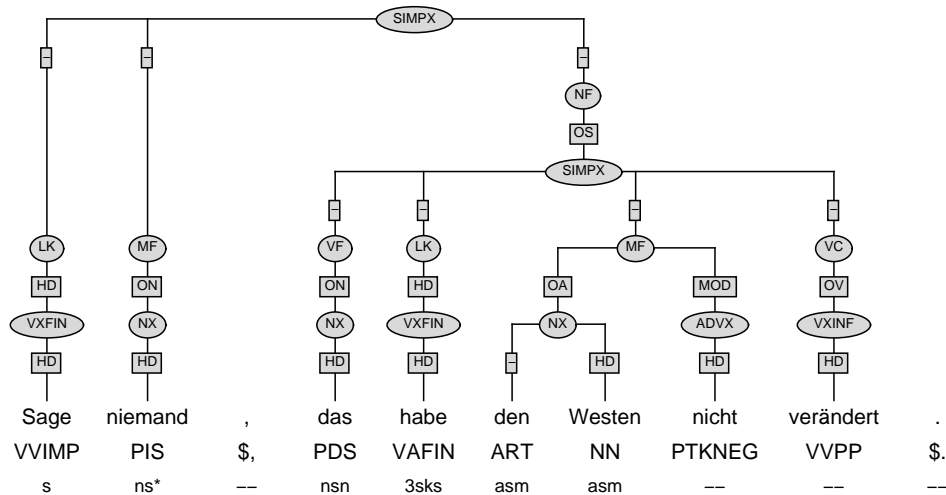 SIMPX
– – –
NF
OS
SIMPX
– – – –
LK MF VF LK MF VC
HD ON ON HD OA MOD OV
VXFIN NX NX VXFIN NX ADVX VXINF
HD HD HD HD – HD HD HD
Sage niemand , das habe den Westen nicht verändert .
VVIMP PIS $, PDS VAFIN ART NN PTKNEG VVPP $.
s ns* −− nsn 3sks asm asm −− −− −−